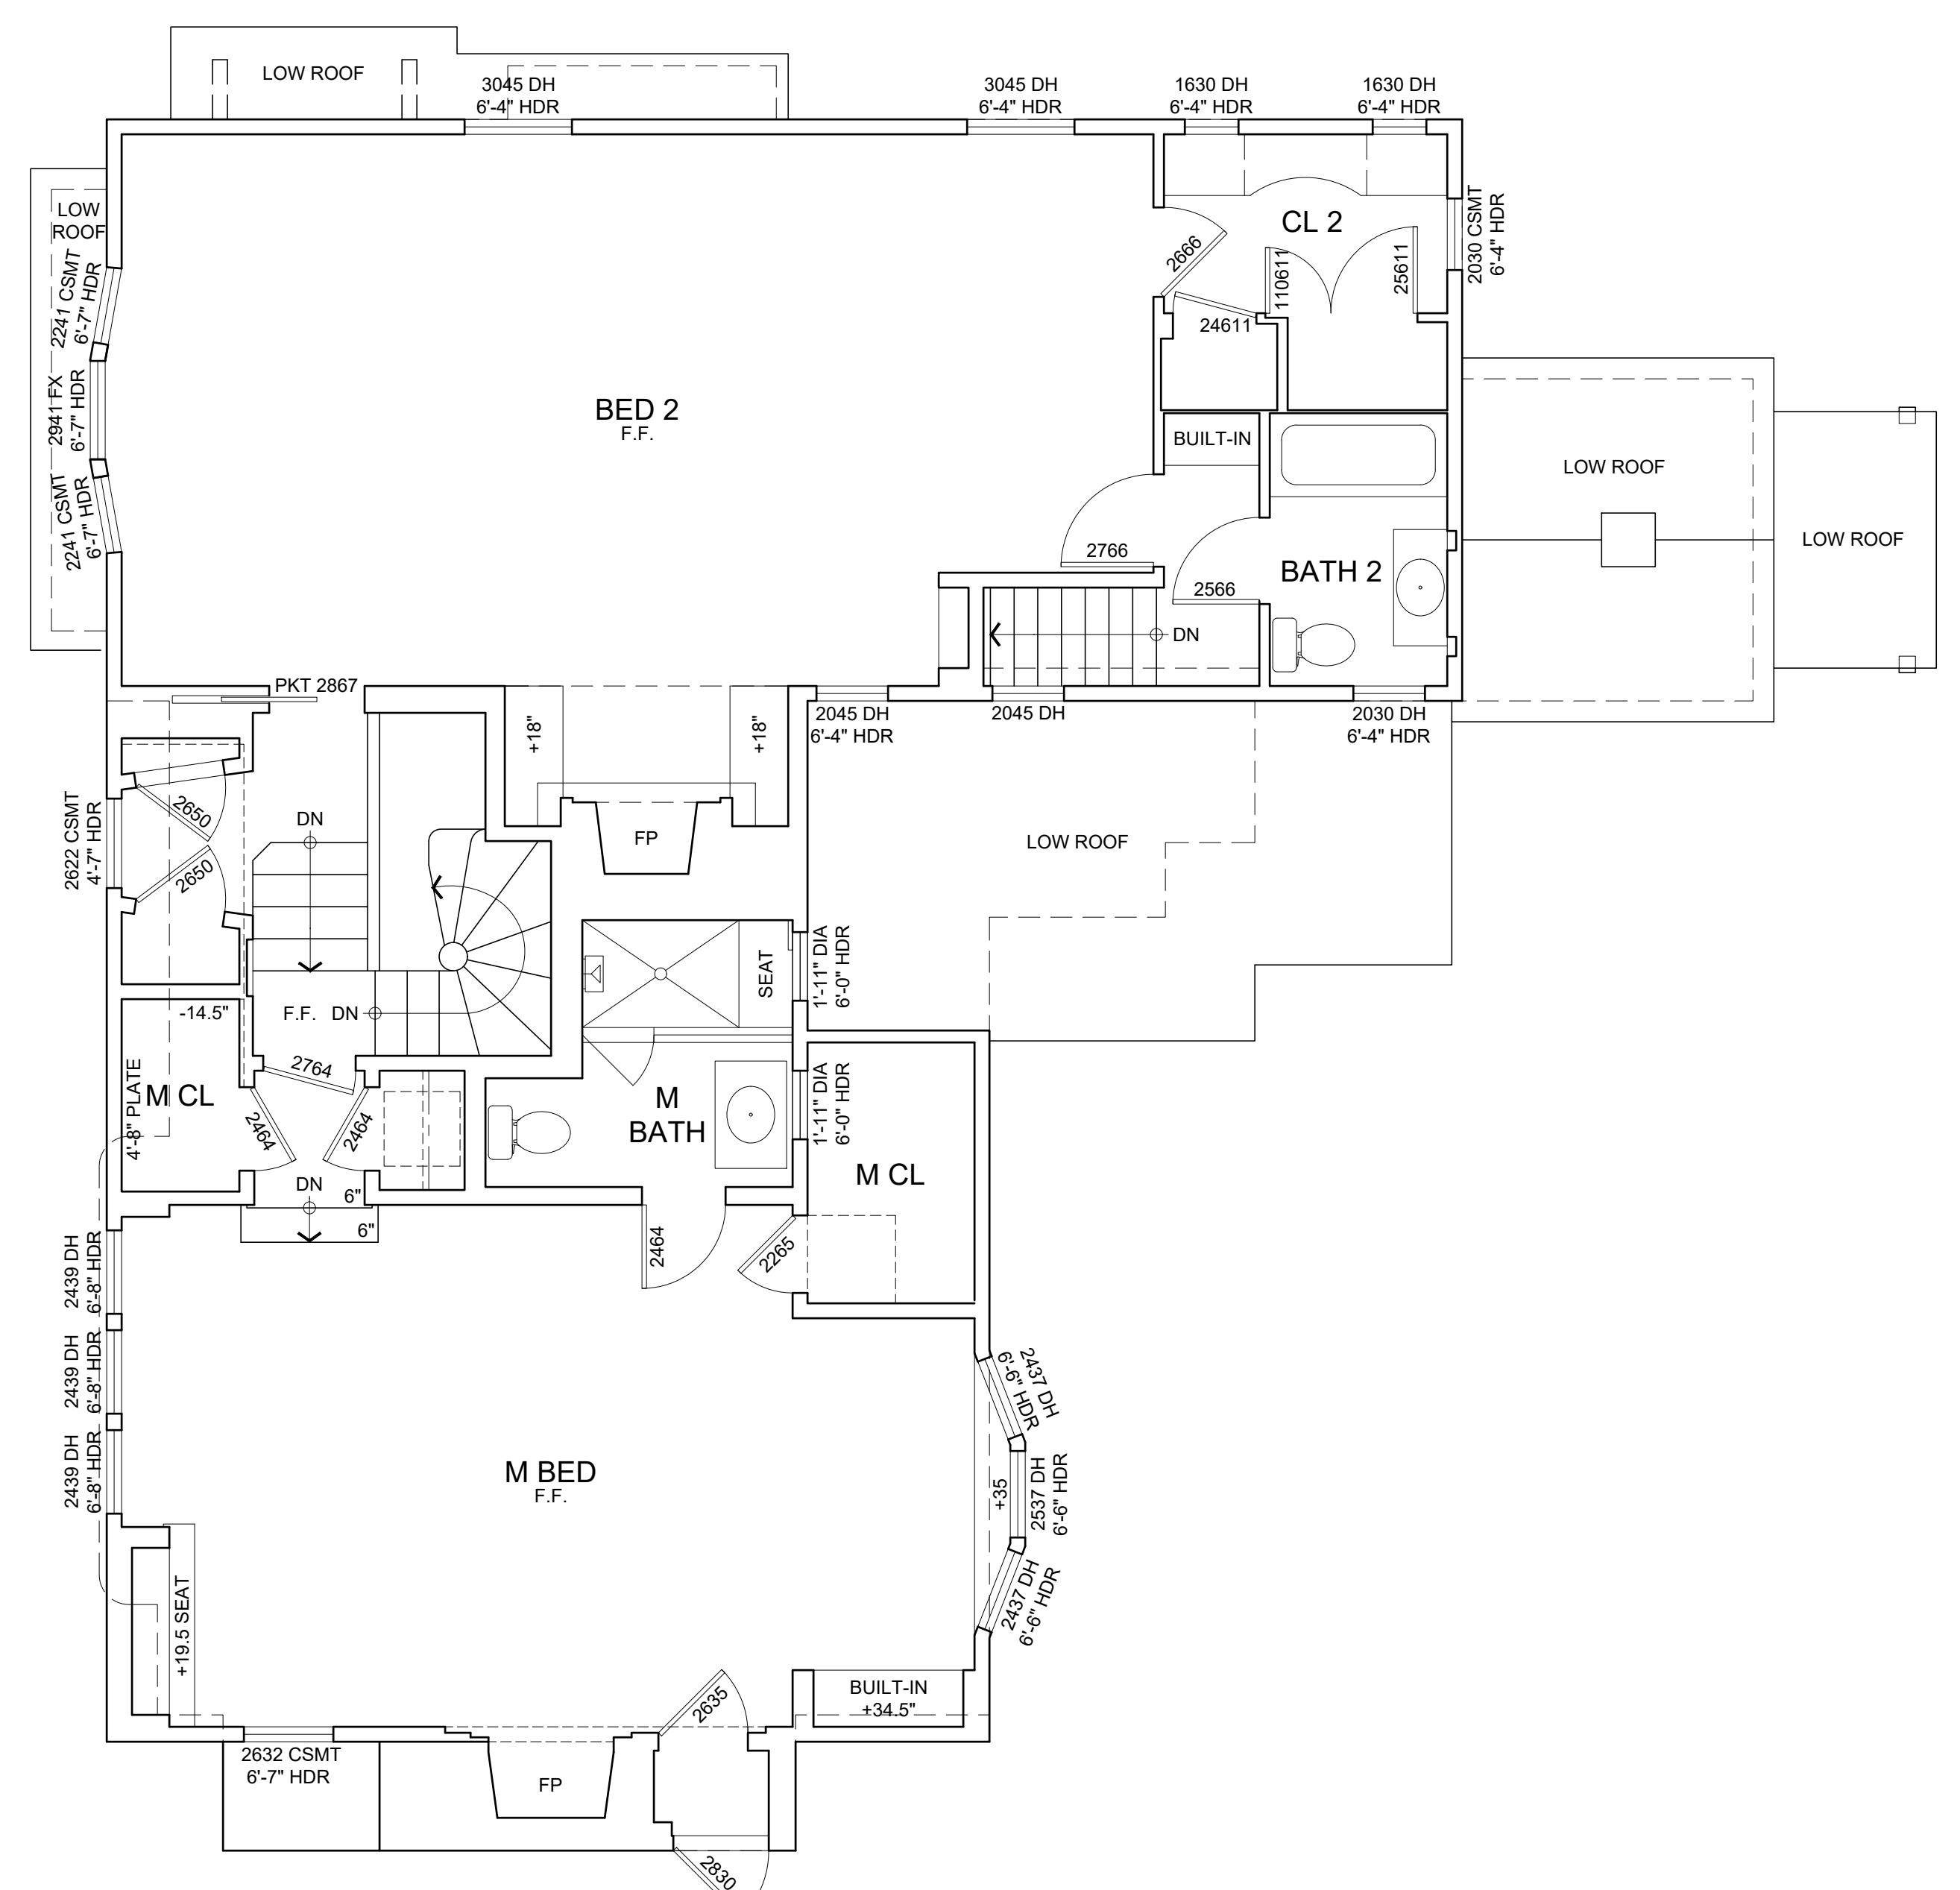 LOW ROOF
3045 DH
6'-4" HDR
3045 DH
6'-4" HDR
1630 DH
6'-4" HDR
1630 DH
6'-4" HDR
LOW
ROOF
2241 CSMT
6'-7" HDR
2941 FX
6'-7" HDR
2241 CSMT
6'-7" HDR
BED 2
F.F.
CL 2
2666
110611
25611
24611
2030 CSMT
6'-4" HDR
BUILT-IN
LOW ROOF
LOW ROOF
2766
2566
BATH 2
DN
PKT 2867
+18"
+18"
2045 DH
6'-4" HDR
2045 DH
2030 DH
6'-4" HDR
2622 CSMT
4'-7" HDR
2650
2650
DN
FP
LOW ROOF
SEAT
1'-11" DIA
6'-0" HDR
-14.5"
F.F.
DN
2764
4'-8" PLATE
M CL
2464
2464
M
BATH
1'-11" DIA
6'-0" HDR
M CL
DN
6"
6"
2464
2265
2439 DH
6'-8" HDR
2439 DH
6'-8" HDR
2439 DH
6'-8" HDR
2437 DH
6'-6" HDR
M BED
F.F.
+35
2537 DH
6'-6" HDR
2437 DH
6'-6" HDR
+19.5 SEAT
2635
BUILT-IN
+34.5"
2632 CSMT
6'-7" HDR
FP
2830